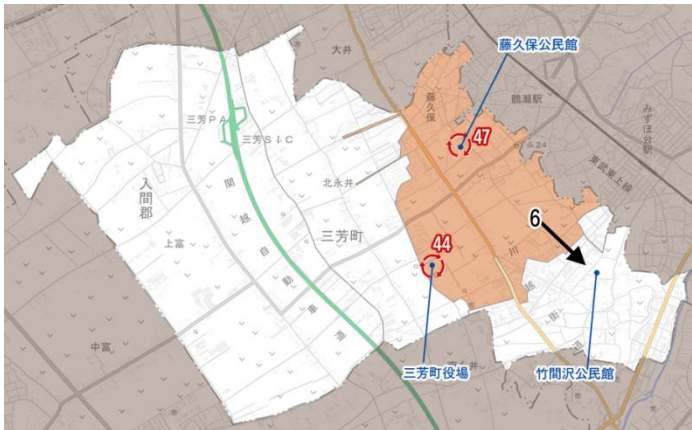 藤久保公民館
大井
藤久保
鶴瀬駅
47
みずほ台駅
三芳PA
三芳SIC
24
東武東上線
入間郡
関越自動車道
北永井
三芳町
6
上富
44
川越街道
中富
三芳町役場
竹間沢公民館